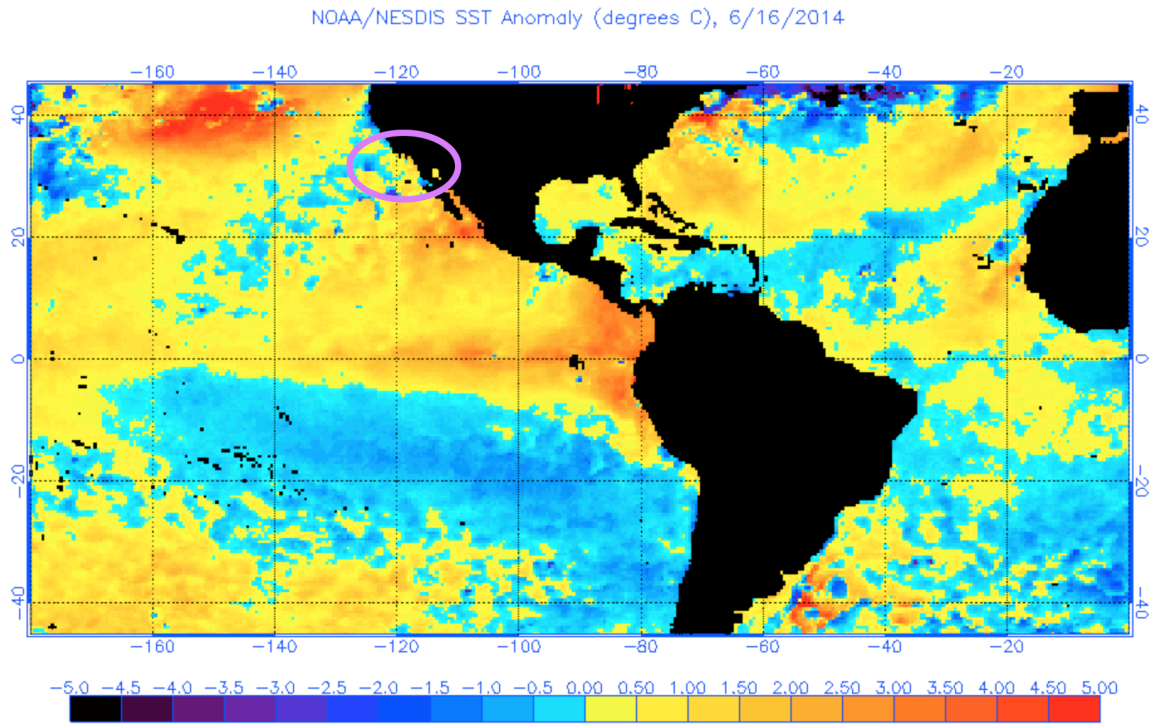 NOAA/NESDIS SST Anomaly (degrees C), 6/16/2014
−160 −140 −120 −100 −80 −60 −40 −20
40 40
20 20
0 0
−20 −20
−40 −40
−160 −140 −120 −100 −80 −60 −40 −20
−5.0 −4.5 −4.0 −3.5 −3.0 −2.5 −2.0 −1.5 −1.0 −0.5 0.00 0.50 1.00 1.50 2.00 2.50 3.00 3.50 4.00 4.50 5.00